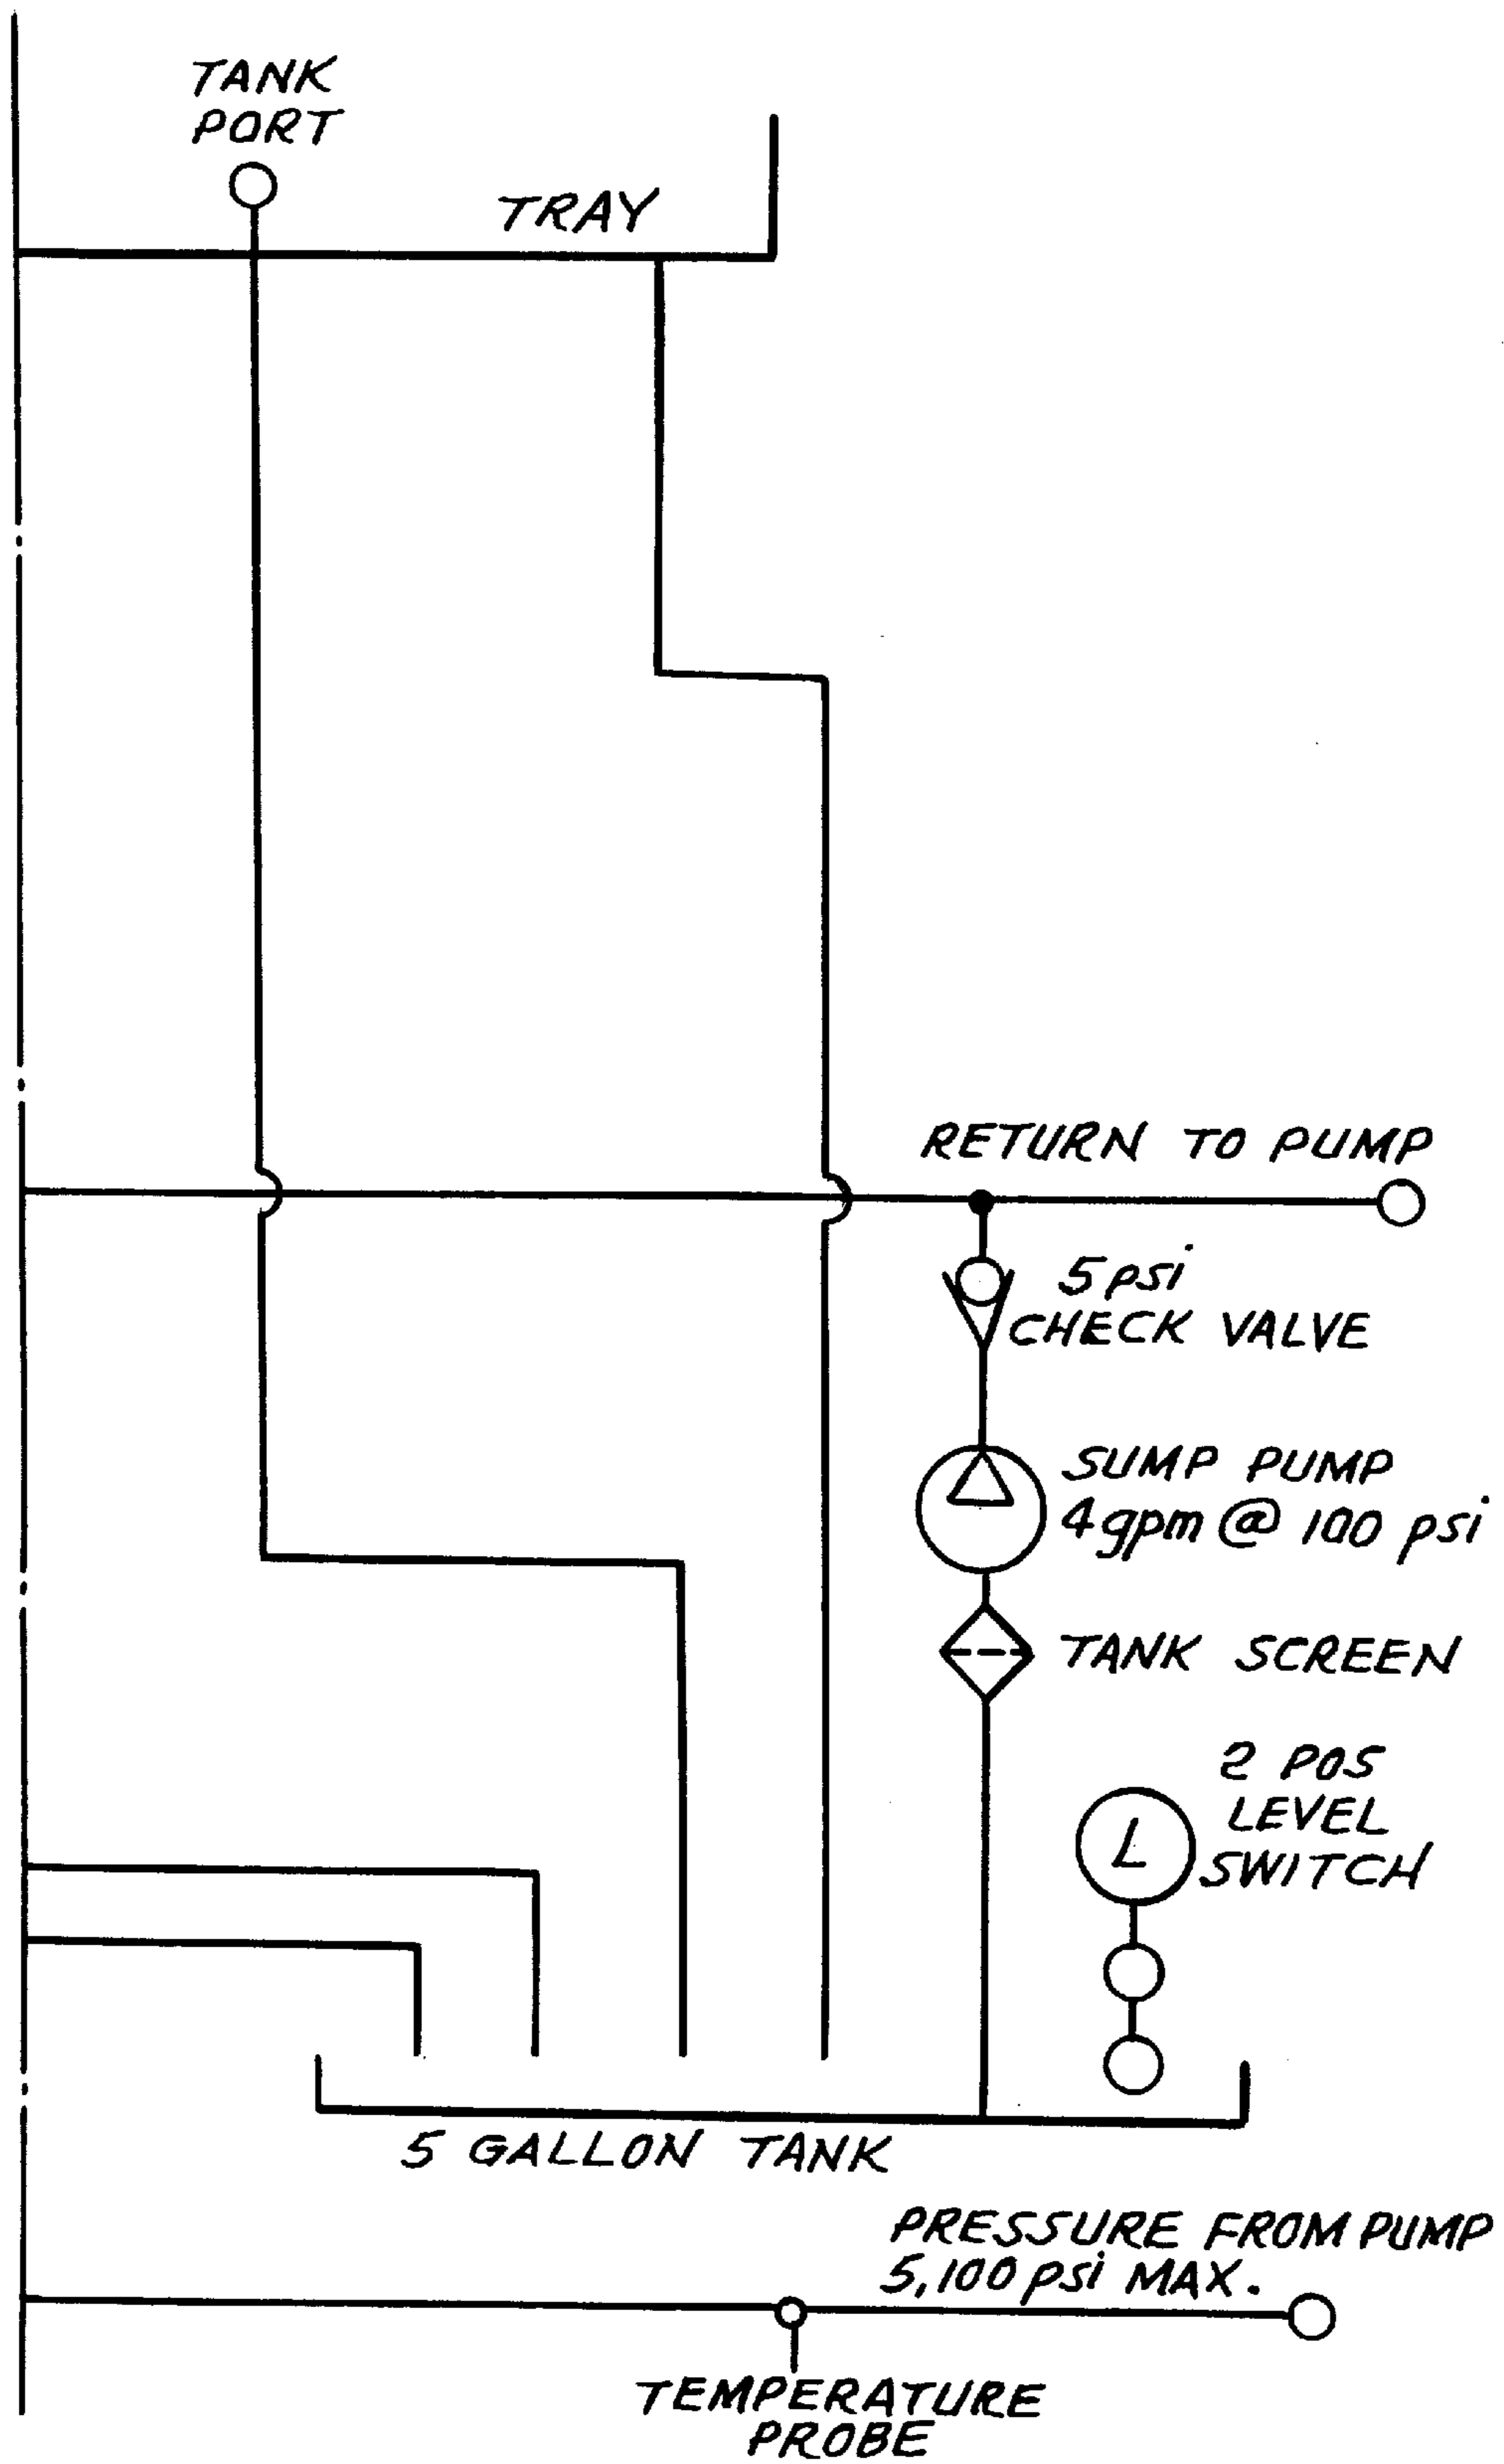 TANK
PORT
TRAY
RETURN TO PUMP
5 psi
CHECK VALVE
SUMP PUMP
4 gpm @ 100 psi
TANK SCREEN
2 POS
LEVEL
L
SWITCH
5 GALLON TANK
PRESSURE FROM PUMP
5,100 psi MAX.
TEMPERATURE
PROBE